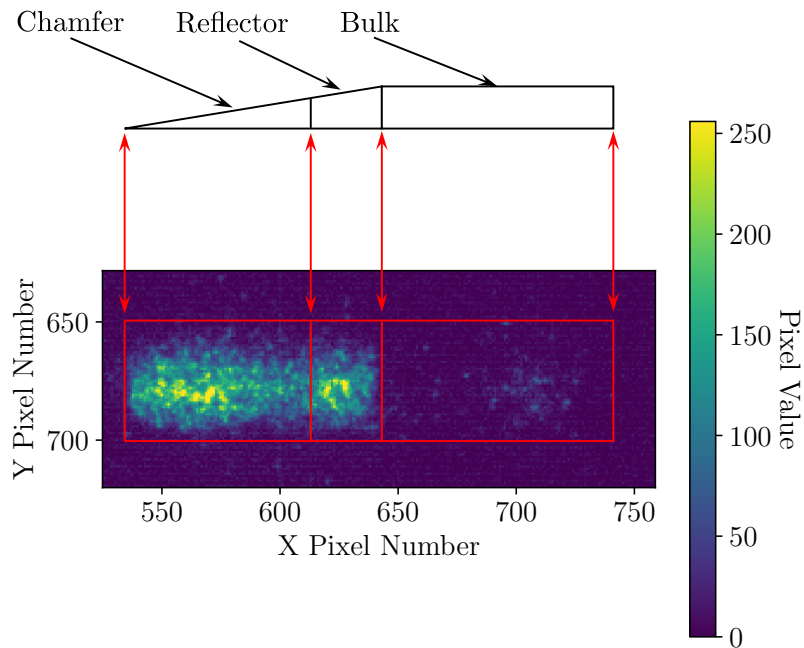 Chamfer
Reflector
Bulk
250
200
150
100
50
0
Pixel Value
650
700
Y Pixel Number
550
600
650
700
750
X Pixel Number